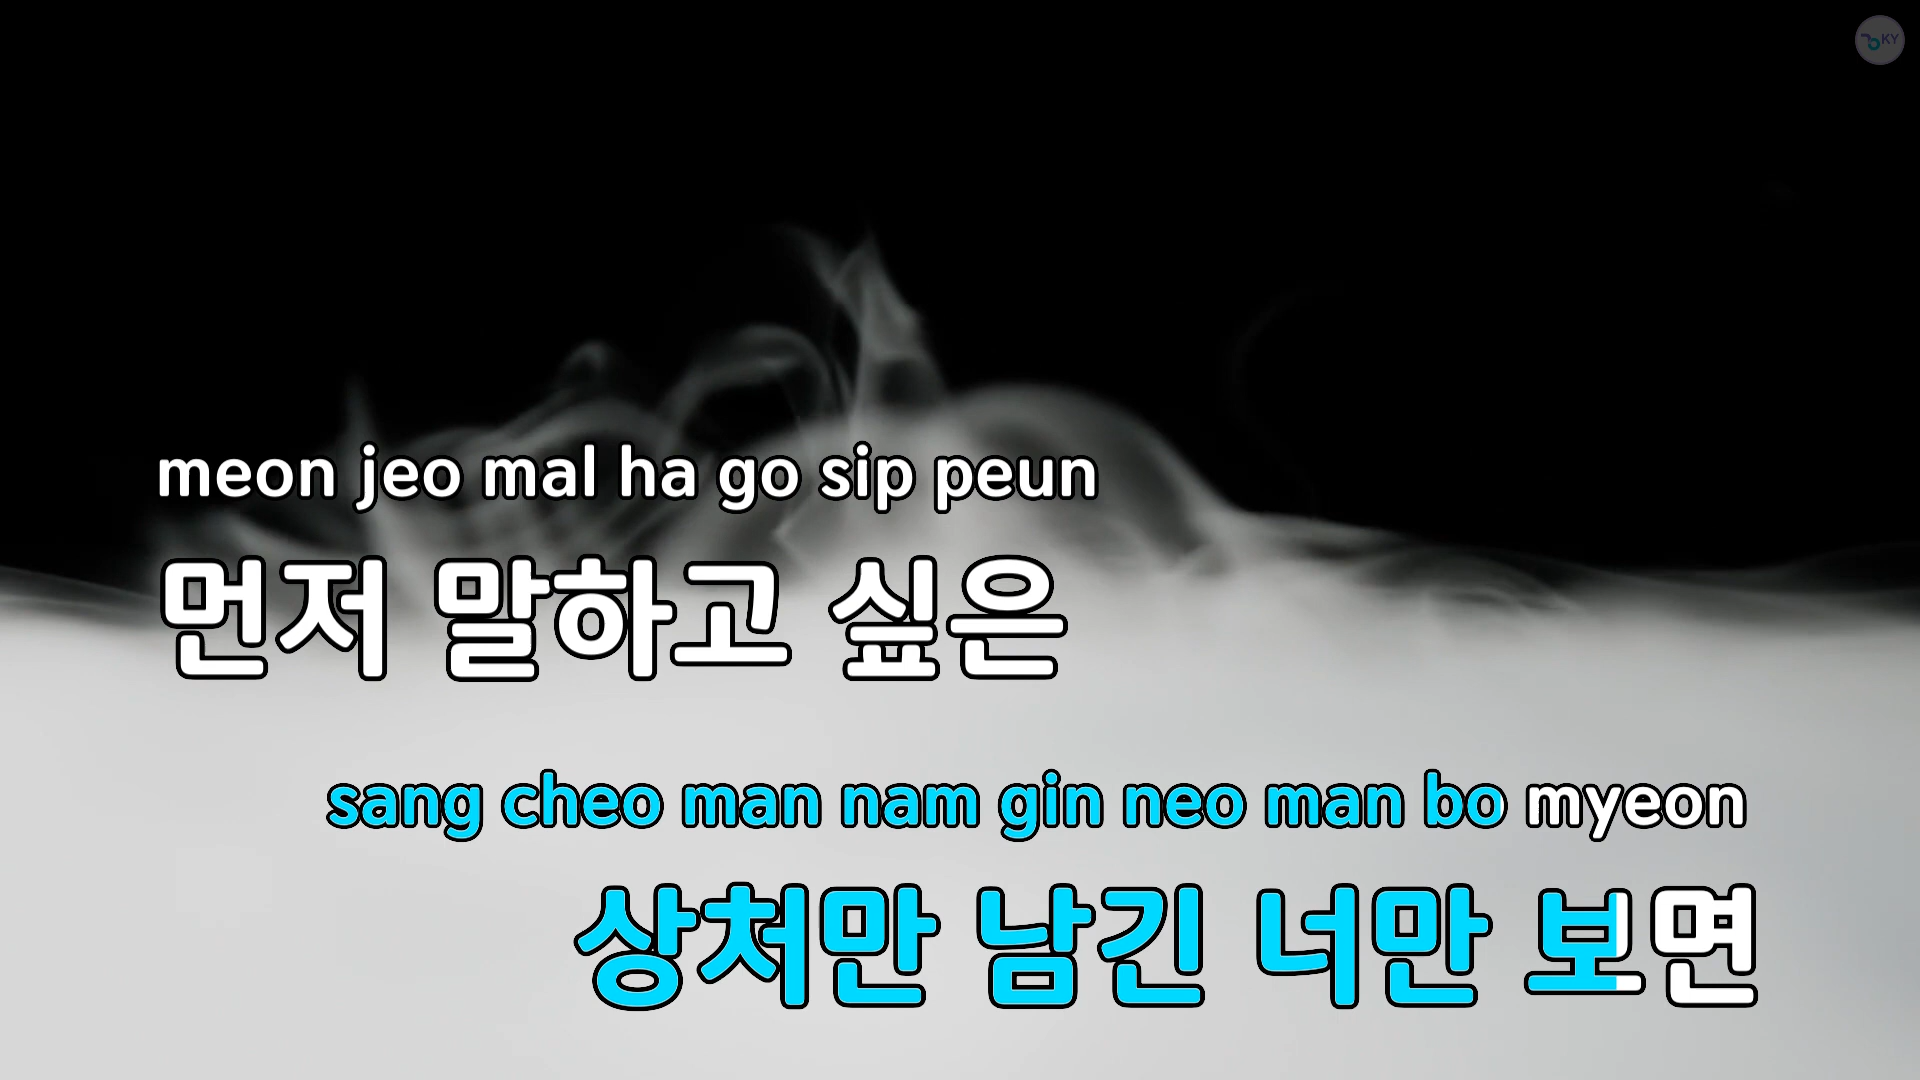 KY
meon jeo mal ha go sip peun
먼저 말하고 싶은
sang cheo man nam gin neo man bo myeon
상처만 남긴 너만 보면